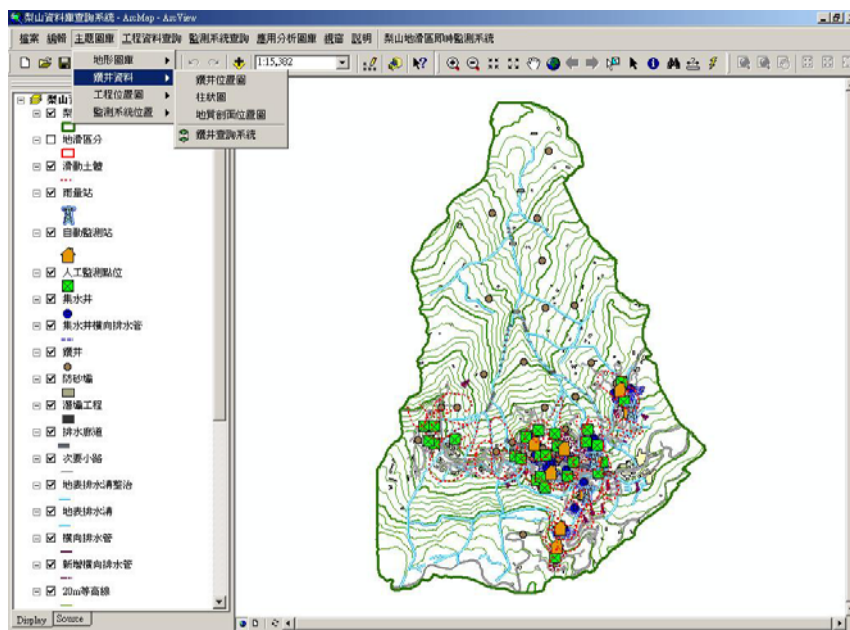 梨山資料庫查詢系統 - ArcMap - ArcView
檔案 編輯 主題圖庫 工程資料查詢 監測系統查詢 應用分析圖庫 視窗 說明 梨山地滑區即時監測系統
1:15,382
地形圖庫
鑽井資料
工程位置圖
監測系統位置
鑽井位置圖
柱狀圖
地質剖面位置圖
鑽井查詢系統
地滑區分
滑動土體
雨量站
自動監測站
人工監測點位
集水井
集水井橫向排水管
鑽井
防砂壩
潛壩工程
排水廊道
次要小路
地表排水溝整治
地表排水溝
橫向排水管
新增橫向排水管
20m等高線
Display Source